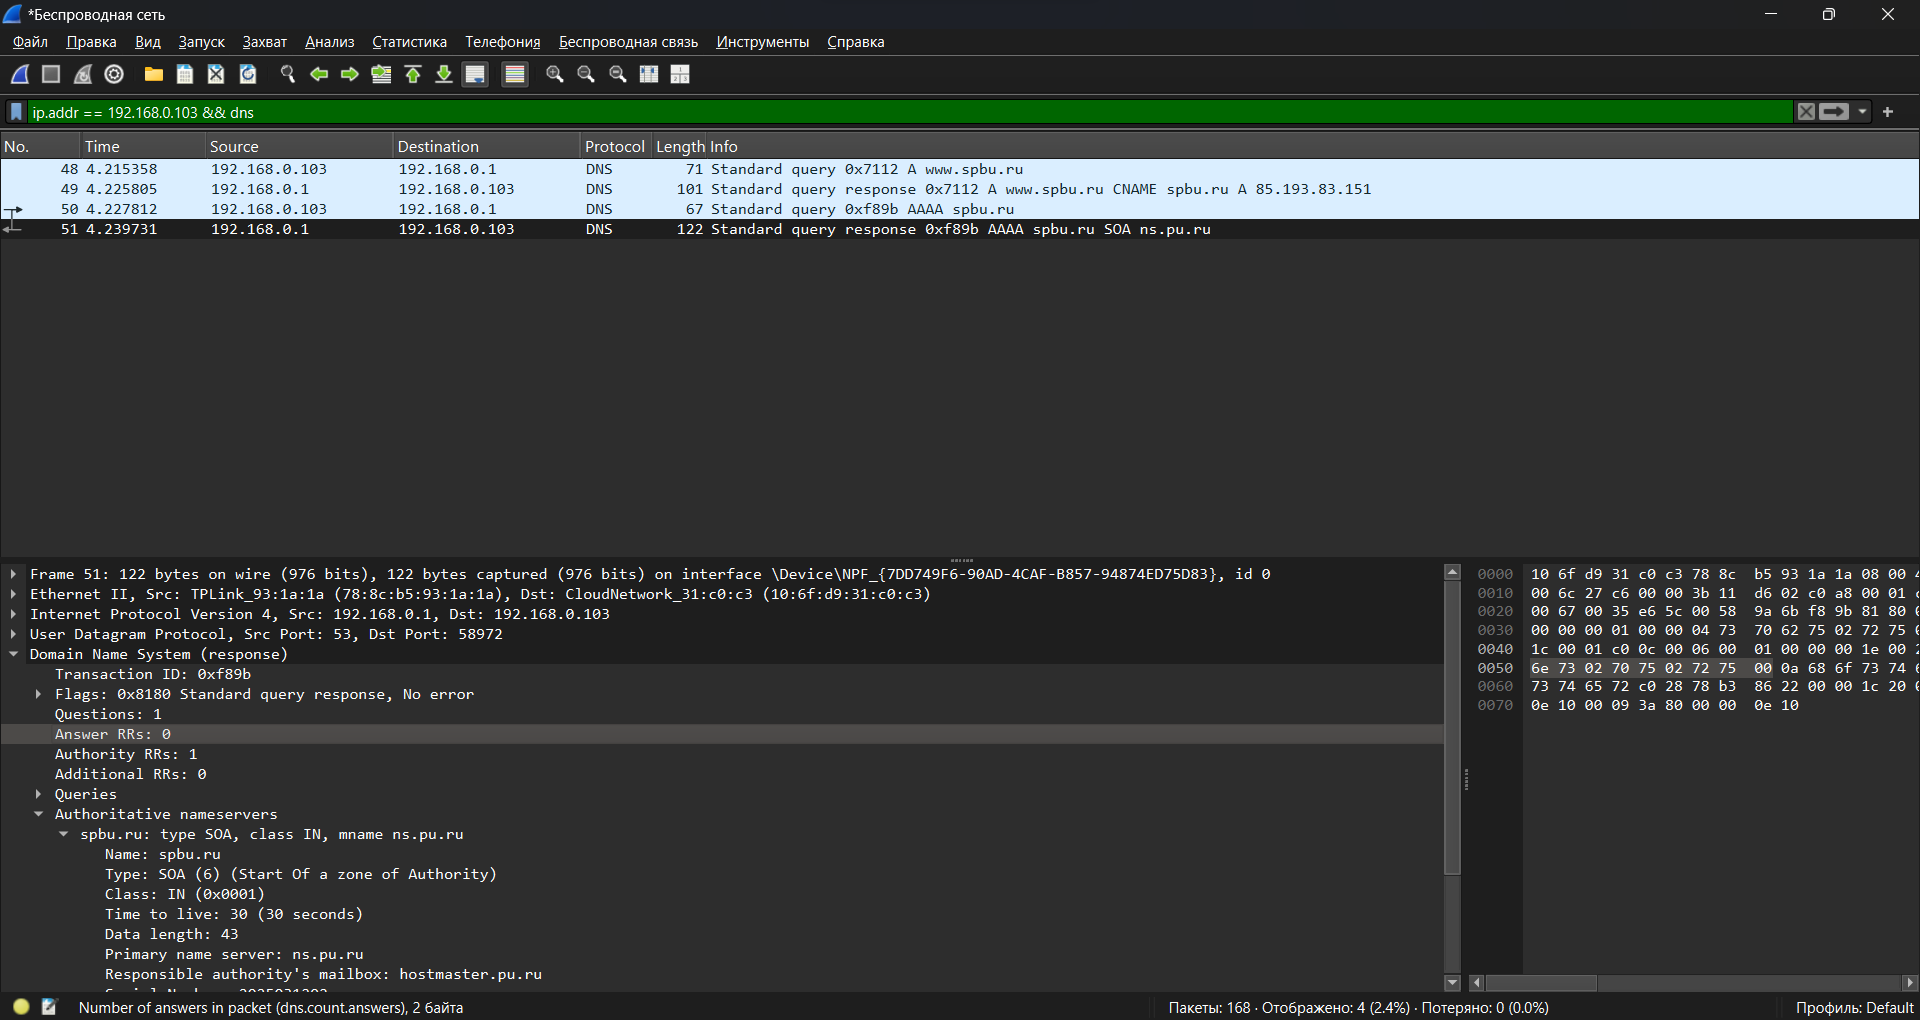 *Беспроводная сеть
Файл Правка Вид Запуск Захват Анализ Статистика Телефония Беспроводная связь Инструменты Справка
ip.addr == 192.168.0.103 && dns
No. Time Source Destination Protocol Length Info
48 4.215358 192.168.0.103 192.168.0.1 DNS 71 Standard query 0x7112 A www.spbu.ru
49 4.225805 192.168.0.1 192.168.0.103 DNS 101 Standard query response 0x7112 A www.spbu.ru CNAME spbu.ru A 85.193.83.151
50 4.227812 192.168.0.103 192.168.0.1 DNS 67 Standard query 0xf89b AAAA spbu.ru
51 4.239731 192.168.0.1 192.168.0.103 DNS 122 Standard query response 0xf89b AAAA spbu.ru SOA ns.pu.ru
Frame 51: 122 bytes on wire (976 bits), 122 bytes captured (976 bits) on interface \Device\NPF_{7DD749F6-90AD-4CAF-B857-94874ED75D83}, id 0
Ethernet II, Src: TPLink_93:1a:1a (78:8c:b5:93:1a:1a), Dst: CloudNetwork_31:c0:c3 (10:6f:d9:31:c0:c3)
Internet Protocol Version 4, Src: 192.168.0.1, Dst: 192.168.0.103
User Datagram Protocol, Src Port: 53, Dst Port: 58972
Domain Name System (response)
Transaction ID: 0xf89b
Flags: 0x8180 Standard query response, No error
Questions: 1
Answer RRs: 0
Authority RRs: 1
Additional RRs: 0
Queries
Authoritative nameservers
spbu.ru: type SOA, class IN, mname ns.pu.ru
Name: spbu.ru
Type: SOA (6) (Start Of a zone of Authority)
Class: IN (0x0001)
Time to live: 30 (30 seconds)
Data length: 43
Primary name server: ns.pu.ru
Responsible authority's mailbox: hostmaster.pu.ru
0000 10 6f d9 31 c0 c3 78 8c b5 93 1a 1a 08 00
0010 00 6c 27 c6 00 00 3b 11 d6 02 c0 a8 00 01
0020 00 67 00 35 e6 5c 00 58 9a 6b f8 9b 81 80
0030 00 00 00 01 00 00 04 73 70 62 75 02 72 75
0040 1c 00 01 c0 0c 00 06 00 01 00 00 00 1e 00
0050 6e 73 02 70 75 02 72 75 00 0a 68 6f 73 74
0060 73 74 65 72 c0 28 78 b3 86 22 00 00 1c 20
0070 0e 10 00 09 3a 80 00 00 0e 10
Number of answers in packet (dns.count.answers), 2 байта
Пакеты: 168 · Отображено: 4 (2.4%) · Потеряно: 0 (0.0%)
Профиль: Default